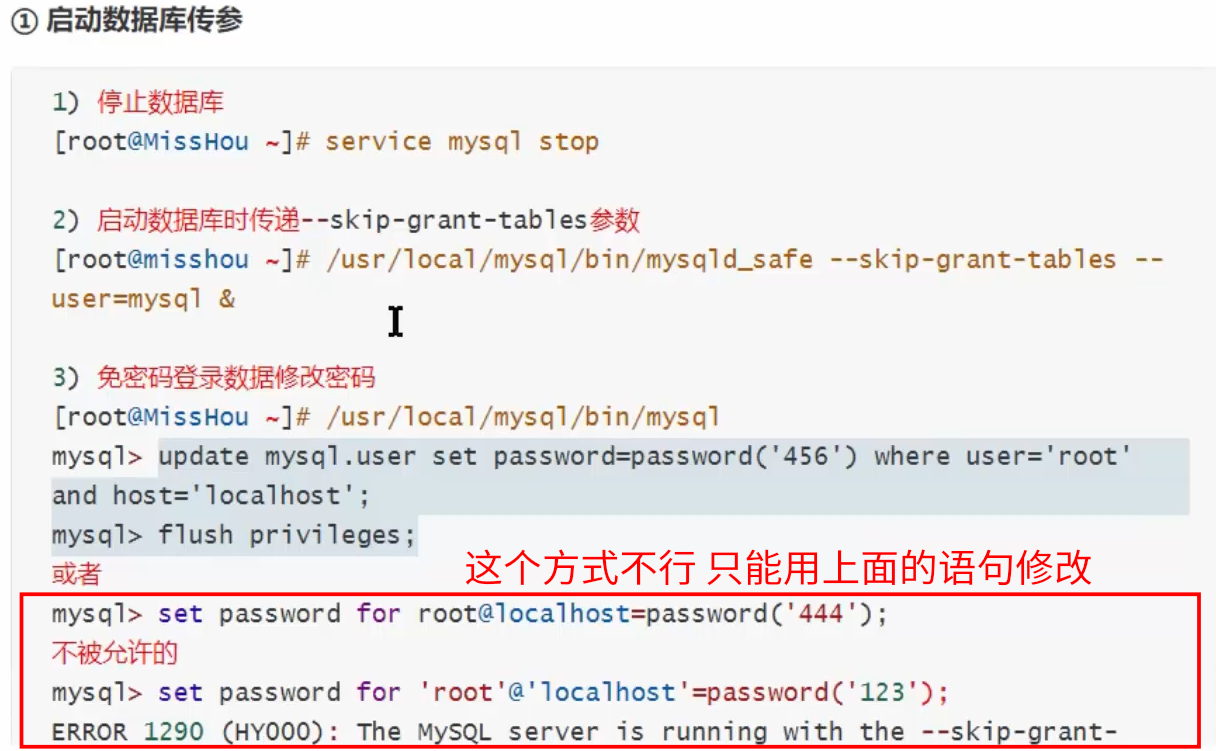 ① 启动数据库传参
1) 停止数据库
[root@MissHou ~]# service mysql stop
2) 启动数据库时传递--skip-grant-tables参数
[root@misshou ~]# /usr/local/mysql/bin/mysqld_safe --skip-grant-tables --
user=mysql &
3) 免密码登录数据修改密码
[root@MissHou ~]# /usr/local/mysql/bin/mysql
mysql> update mysql.user set password=password('456') where user='root'
and host='localhost';
mysql> flush privileges;
或者
这个方式不行 只能用上面的语句修改
mysql> set password for root@localhost=password('444');
不被允许的
mysql> set password for 'root'@'localhost'=password('123');
ERROR 1290 (HY000): The MySQL server is running with the --skip-grant-